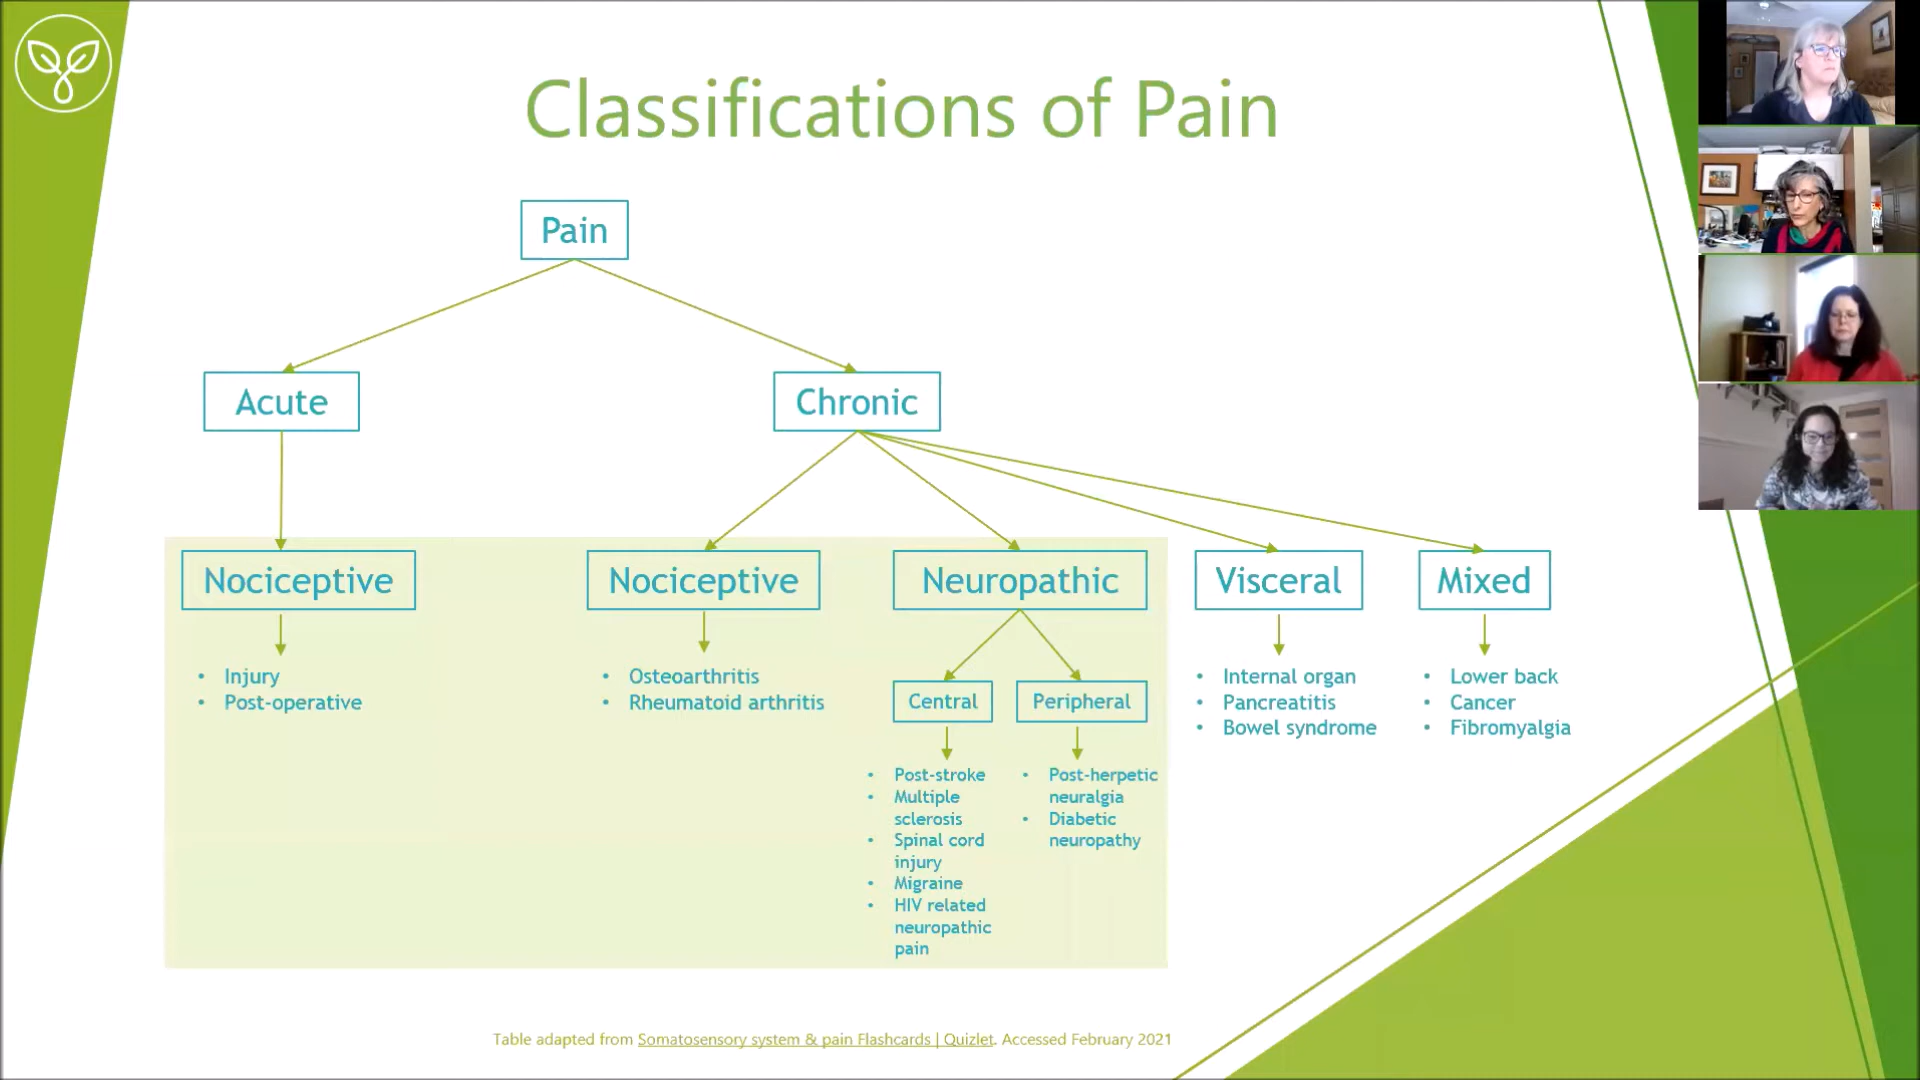 Classifications of Pain
Pain
Acute
Chronic
Nociceptive
Nociceptive
Neuropathic
Visceral
Mixed
• Injury
• Post-operative
• Osteoarthritis
• Rheumatoid arthritis
Central
Peripheral
• Post-stroke
• Multiple
sclerosis
• Spinal cord
injury
• Migraine
• HIV related
neuropathic
pain
• Post-herpetic
neuralgia
• Diabetic
neuropathy
• Internal organ
• Pancreatitis
• Bowel syndrome
• Lower back
• Cancer
• Fibromyalgia
Table adapted from Somatosensory system & pain Flashcards | Quizlet. Accessed February 2021